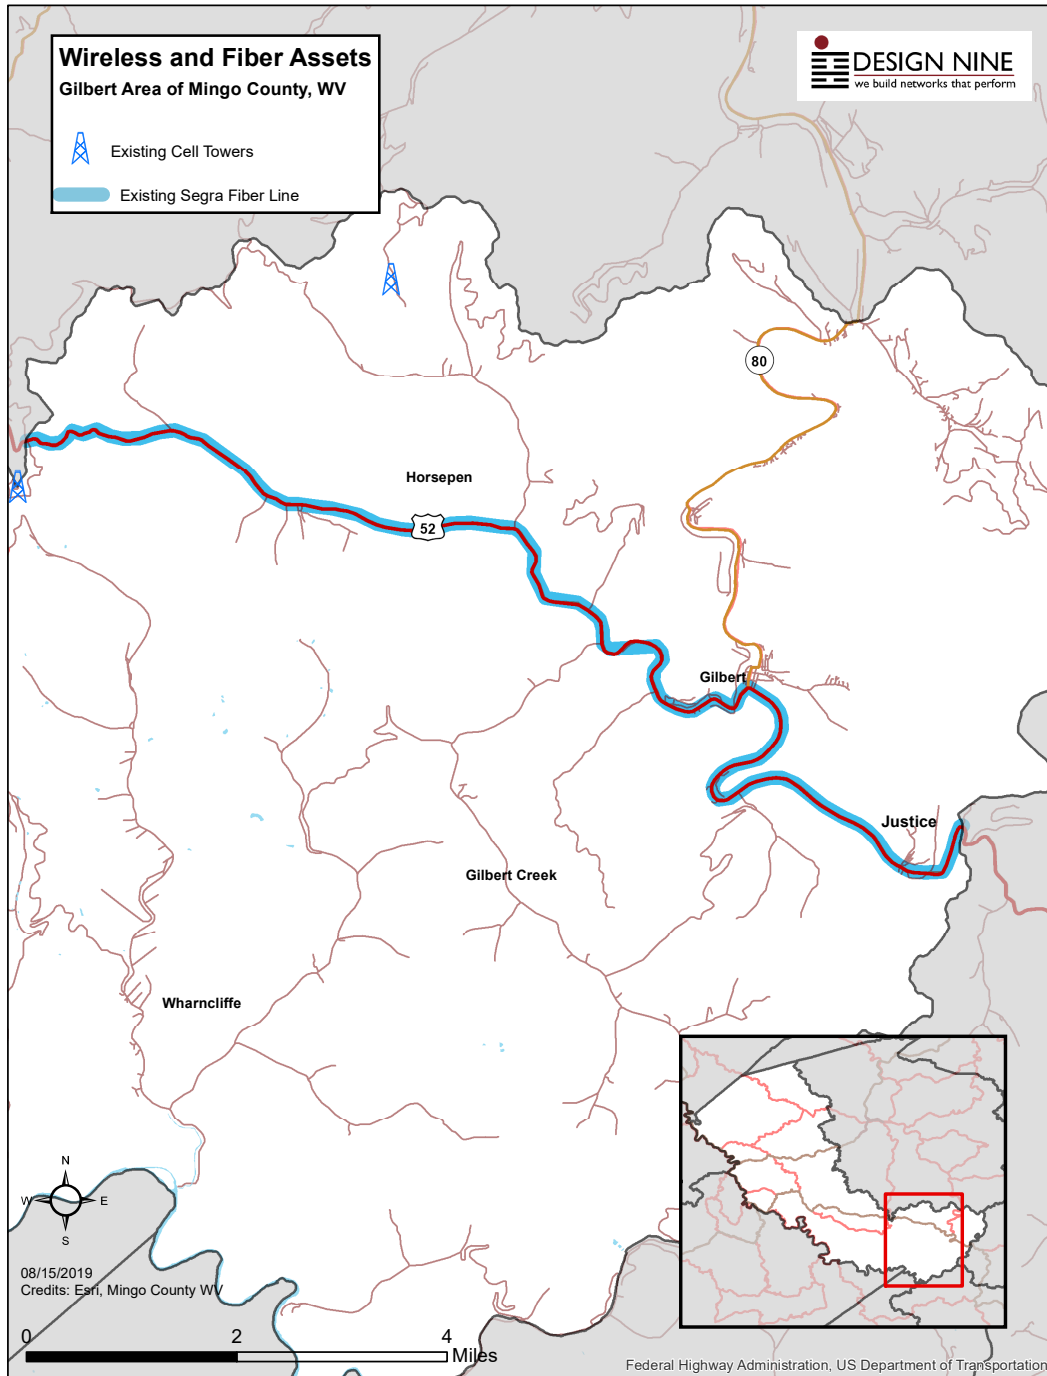 Wireless and Fiber Assets
Gilbert Area of Mingo County, WV
Existing Cell Towers
Existing Segra Fiber Line
DESIGN NINE
we build networks that perform
80
Horsepen
52
Gilbert
Justice
Gilbert Creek
Wharncliffe
N
W E
S
08/15/2019
Credits: Esri, Mingo County WV
0 2 4
Miles
Federal Highway Administration, US Department of Transportation